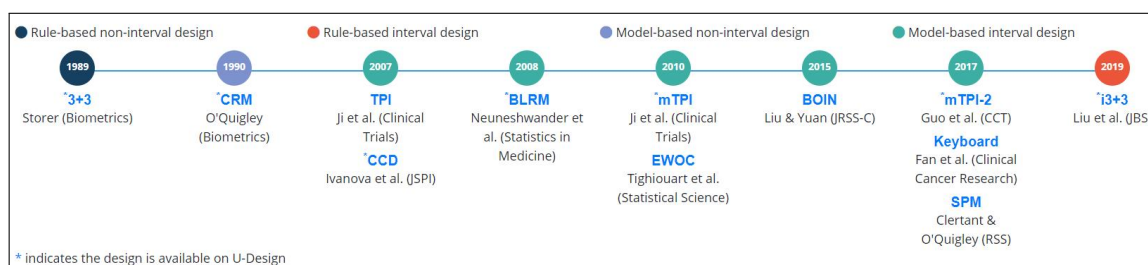 Rule-based non-interval design
Rule-based interval design
Model-based non-interval design
Model-based interval design
1989
*3+3
Storer (Biometrics)
1990
*CRM
O'Quigley
(Biometrics)
2007
TPI
Ji et al. (Clinical
Trials)
*CCD
Ivanova et al. (JSPI)
2008
*BLRM
Neuneshwander et
al. (Statistics in
Medicine)
2010
*mTPI
Ji et al. (Clinical
Trials)
EWOC
Tighiouart et al.
(Statistical Science)
2015
BOIN
Liu & Yuan (JRSS-C)
2017
*mTPI-2
Guo et al. (CCT)
Keyboard
Fan et al. (Clinical
Cancer Research)
SPM
Clertant &
O'Quigley (RSS)
2019
*i3+3
Liu et al. (JBS
* indicates the design is available on U-Design